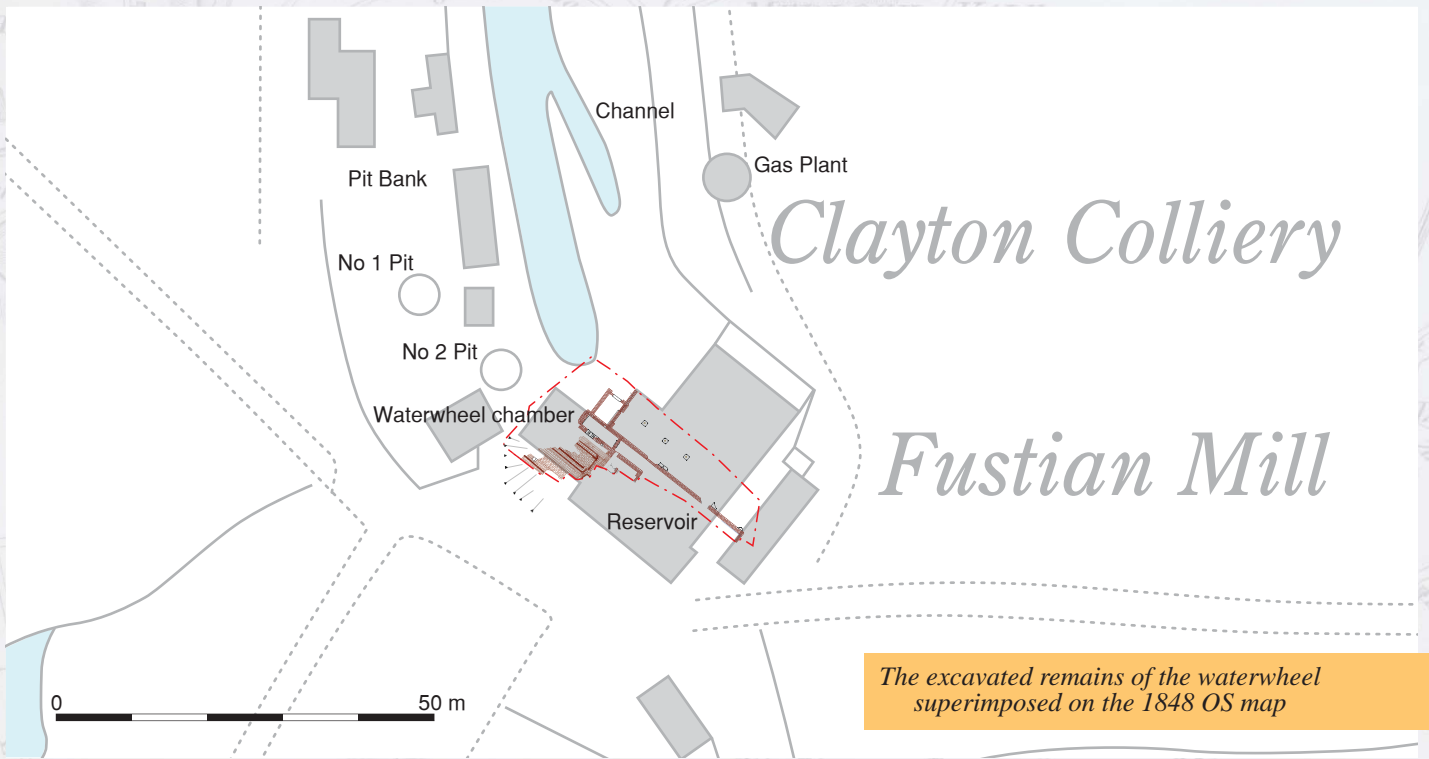 Channel
Gas Plant
Pit Bank
Clayton Colliery
No 1 Pit
No 2 Pit
Waterwheel chamber
Fustian Mill
Reservoir
The excavated remains of the waterwheel
superimposed on the 1848 OS map
0 50 m